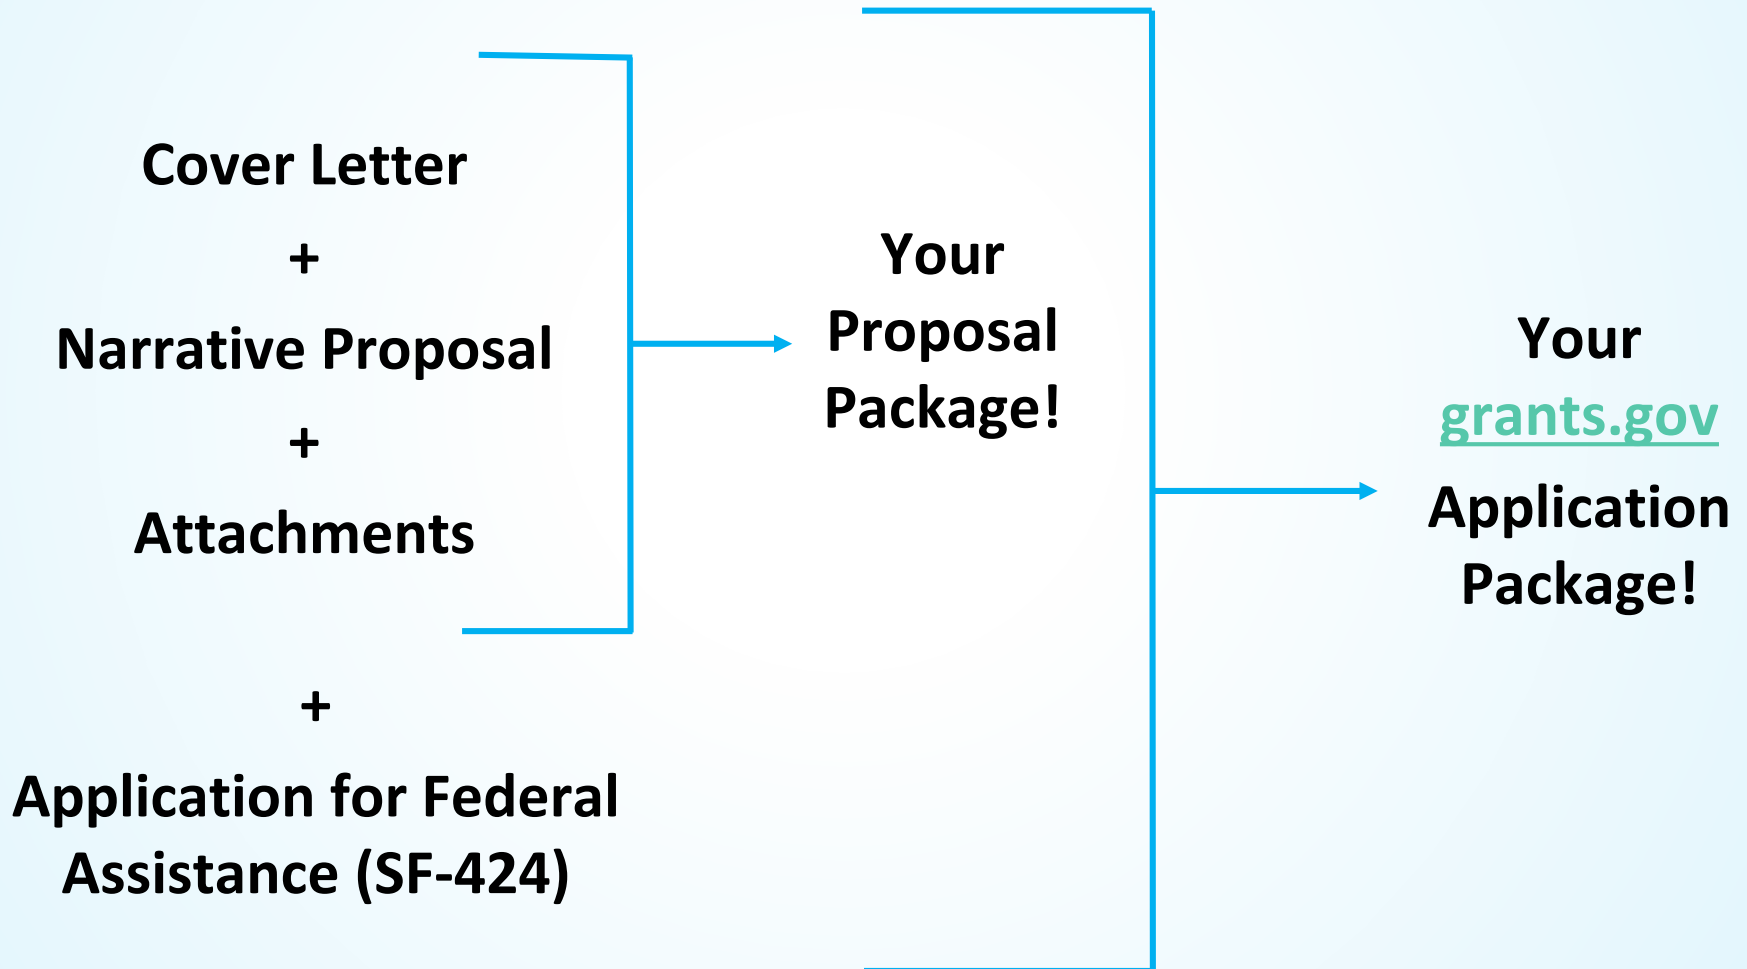 Cover Letter
+
Narrative Proposal
+
Attachments
+
Application for Federal
Assistance (SF-424)
Your
Proposal
Package!
Your
grants.gov
Application
Package!